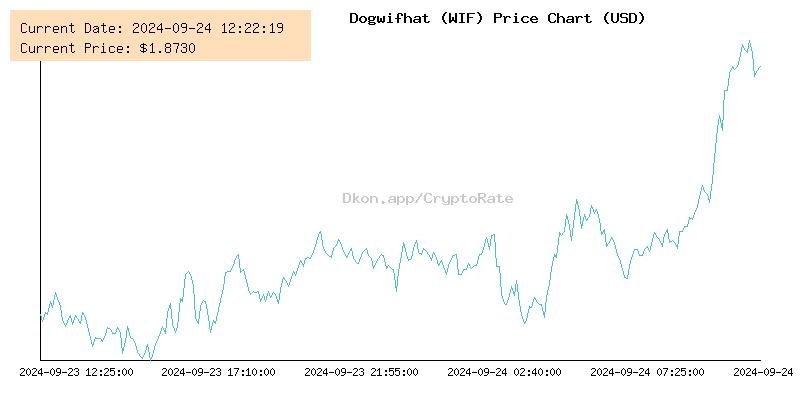 Dogwifhat (WIF) Price Chart (USD)
Current Date: 2024-09-24 12:22:19
Current Price: $1.8730
Dkon.app/CryptoRate
2024-09-23 12:25:00 2024-09-23 17:10:00 2024-09-23 21:55:00 2024-09-24 02:40:00 2024-09-24 07:25:00 2024-09-24